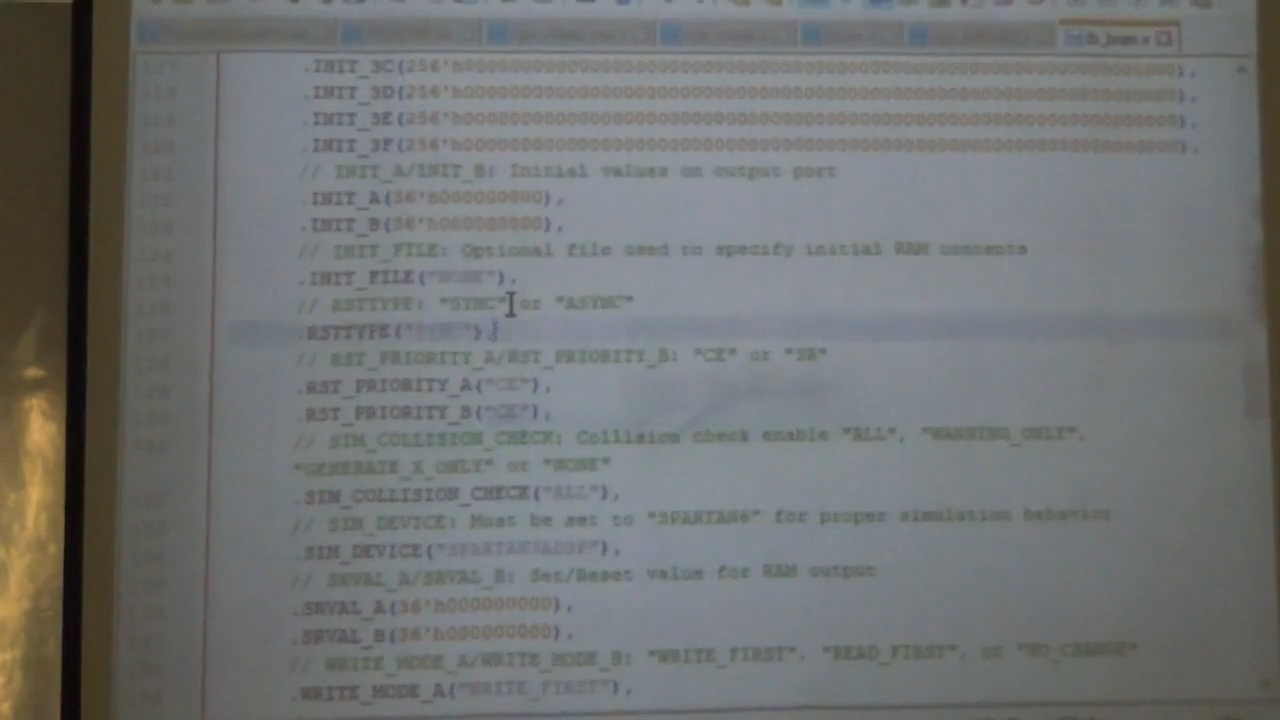 tb_bram.v
.INIT_3C(256'h0000000000000000000000000000000000000000000000000000000000000000),
.INIT_3D(256'h0000000000000000000000000000000000000000000000000000000000000000),
.INIT_3E(256'h0000000000000000000000000000000000000000000000000000000000000000),
.INIT_3F(256'h0000000000000000000000000000000000000000000000000000000000000000),
// INIT_A/INIT_B: Initial values on output port
.INIT_A(36'h000000000),
.INIT_B(36'h000000000),
// INIT_FILE: Optional file used to specify initial RAM contents
.INIT_FILE("NONE"),
// RSTTYPE: "SYNC" or "ASYNC"
.RSTTYPE("SYNC"),
// RST_PRIORITY_A/RST_PRIORITY_B: "CE" or "SR"
.RST_PRIORITY_A("CE"),
.RST_PRIORITY_B("CE"),
// SIM_COLLISION_CHECK: Collision check enable "ALL", "WARNING_ONLY",
"GENERATE_X_ONLY" or "NONE"
.SIM_COLLISION_CHECK("ALL"),
// SIM_DEVICE: Must be set to "SPARTAN6" for proper simulation behavior
.SIM_DEVICE("SPARTAN3ADSP"),
// SRVAL_A/SRVAL_B: Set/Reset value for RAM output
.SRVAL_A(36'h000000000),
.SRVAL_B(36'h000000000),
// WRITE_MODE_A/WRITE_MODE_B: "WRITE_FIRST", "READ_FIRST", or "NO_CHANGE"
.WRITE_MODE_A("WRITE_FIRST"),